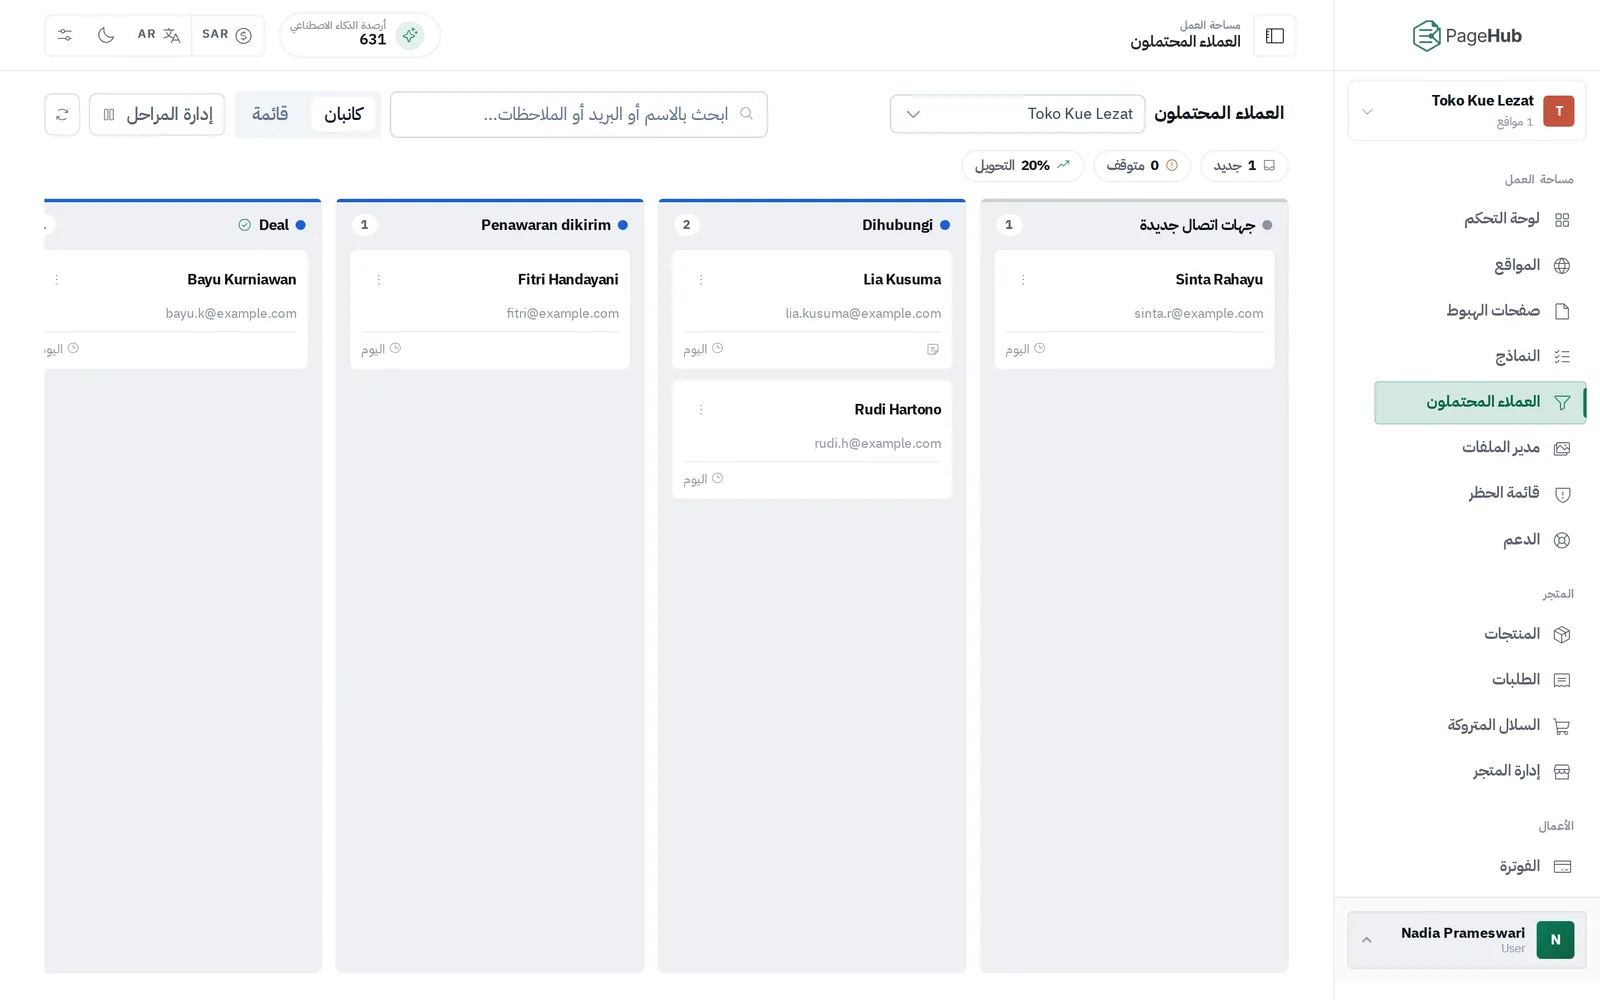 PageHub
Toko Kue Lezat
T
1 مواقع
مساحة العمل
لوحة التحكم
المواقع
صفحات الهبوط
النماذج
العملاء المحتملون
مدير الملفات
قائمة الحظر
الدعم
المتجر
المنتجات
الطلبات
السلال المتروكة
إدارة المتجر
الأعمال
الفوترة
Nadia Prameswari
User
N
مساحة العمل
العملاء المحتملون
أرصدة الذكاء الاصطناعي
631
SAR
AR
العملاء المحتملون
Toko Kue Lezat
ابحث بالاسم أو البريد أو الملاحظات...
كانبان
قائمة
إدارة المراحل
1 جديد
0 متوقف
20% التحويل
جهات اتصال جديدة
1
Sinta Rahayu
sinta.r@example.com
اليوم
Dihubungi
2
Lia Kusuma
lia.kusuma@example.com
اليوم
Rudi Hartono
rudi.h@example.com
اليوم
Penawaran dikirim
1
Fitri Handayani
fitri@example.com
اليوم
Deal
Bayu Kurniawan
bayu.k@example.com